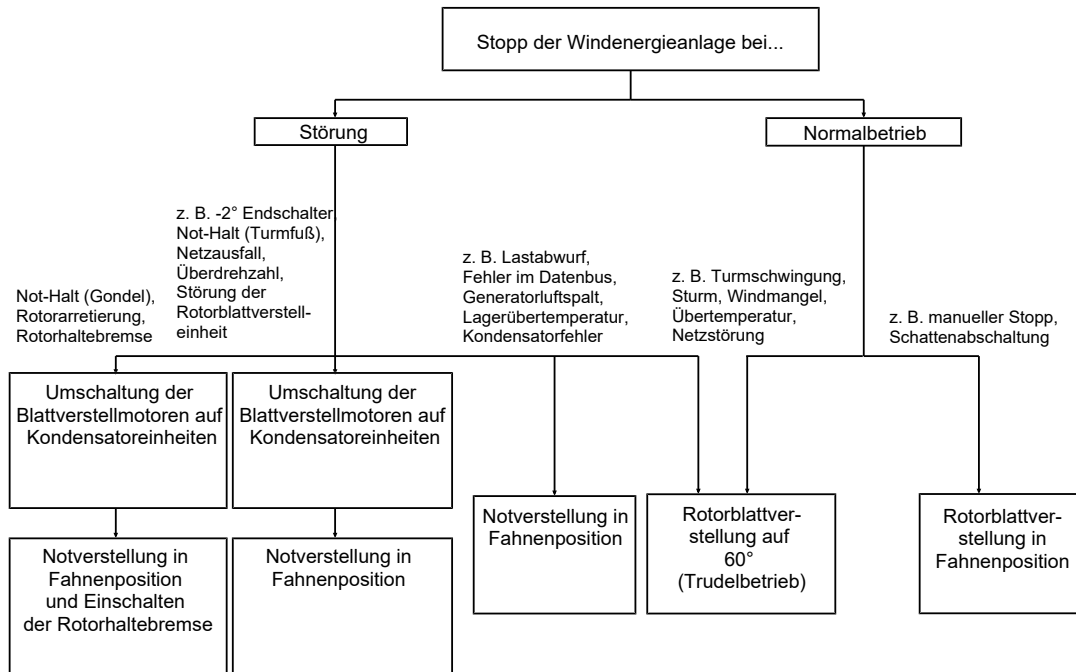 Stopp der Windenergieanlage bei...
Störung
Normalbetrieb
Not-Halt (Gondel),
Rotorarretierung,
Rotorhaltebremse
z. B. -2° Endschalter,
Not-Halt (Turmfuß),
Netzausfall,
Überdrehzahl,
Störung der
Rotorblattverstell-
einheit
z. B. Lastabwurf,
Fehler im Datenbus,
Generatorluftspalt,
Lagerübertemperatur,
Kondensatorfehler
z. B. Turmschwingung,
Sturm, Windmangel,
Übertemperatur,
Netzstörung
z. B. manueller Stopp,
Schattenabschaltung
Umschaltung der
Blattverstellmotoren auf
Kondensatoreinheiten
Umschaltung der
Blattverstellmotoren auf
Kondensatoreinheiten
Notverstellung in
Fahnenposition
und Einschalten
der Rotorhaltebremse
Notverstellung in
Fahnenposition
Notverstellung in
Fahnenposition
Rotorblattver-
stellung auf
60°
(Trudelbetrieb)
Rotorblattver-
stellung in
Fahnenposition